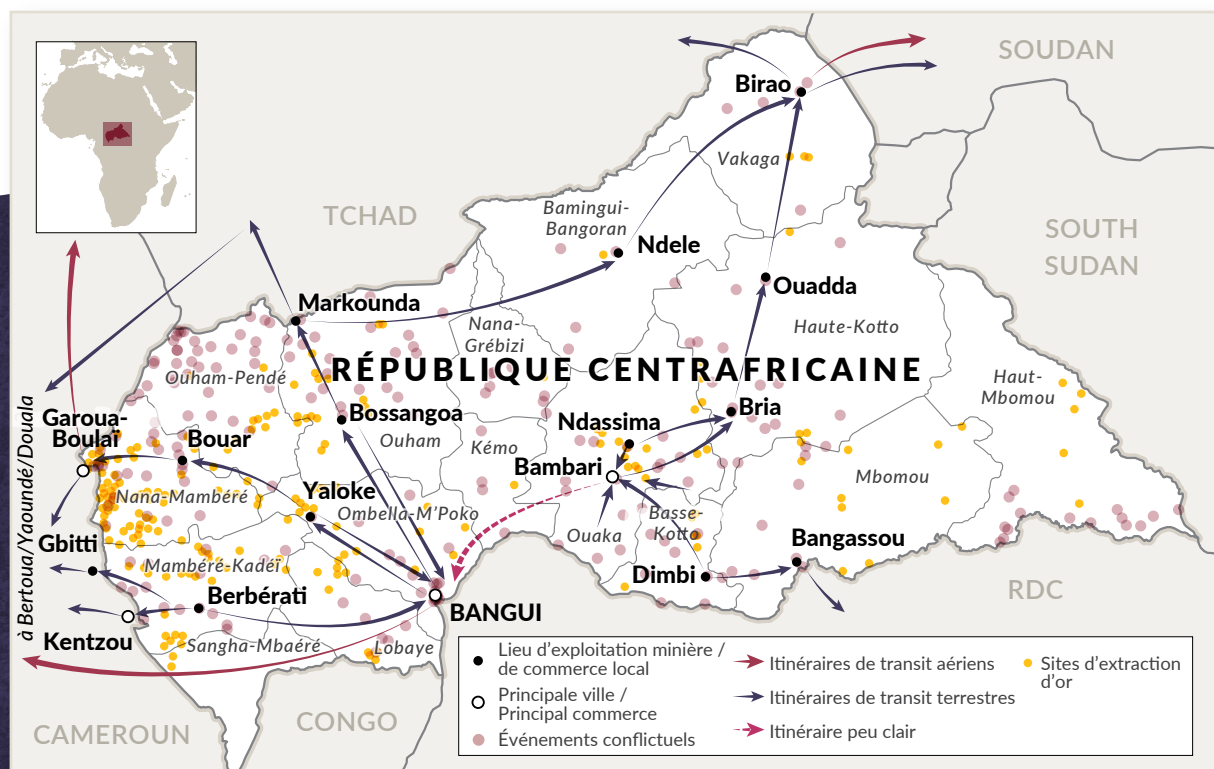 SOUDAN
Birao
Vakaga
TCHAD
Bamingui-
Bangoran
Ndele
SOUTH
SUDAN
Ouadda
Markounda
Nana-
Grébizi
Haute-Kotto
RÉPUBLIQUE CENTRAFRICAINE
Ouham-Pendé
Haut-
Mbomou
Garoua-
Boulaï
Bouar
Bossangoa
Ouham
Kémo
Ndassima
Bria
Bambari
Mbomou
Nana-Mambéré
Yaloke
Ombella-M'Poko
Basse-
Kotto
Ouaka
Bangassou
Gbitti
Mambéré-Kadéï
Dimbi
RDC
Berbérati
BANGUI
Kentzou
Sangha-Mbaéré
Lobaye
à Bertoua/Yaoundé/Douala
CAMEROUN
CONGO
Lieu d'exploitation minière /
de commerce local
Principale ville /
Principal commerce
Événements conflictuels
Itinéraires de transit aériens
Itinéraires de transit terrestres
Itinéraire peu clair
Sites d'extraction
d'or